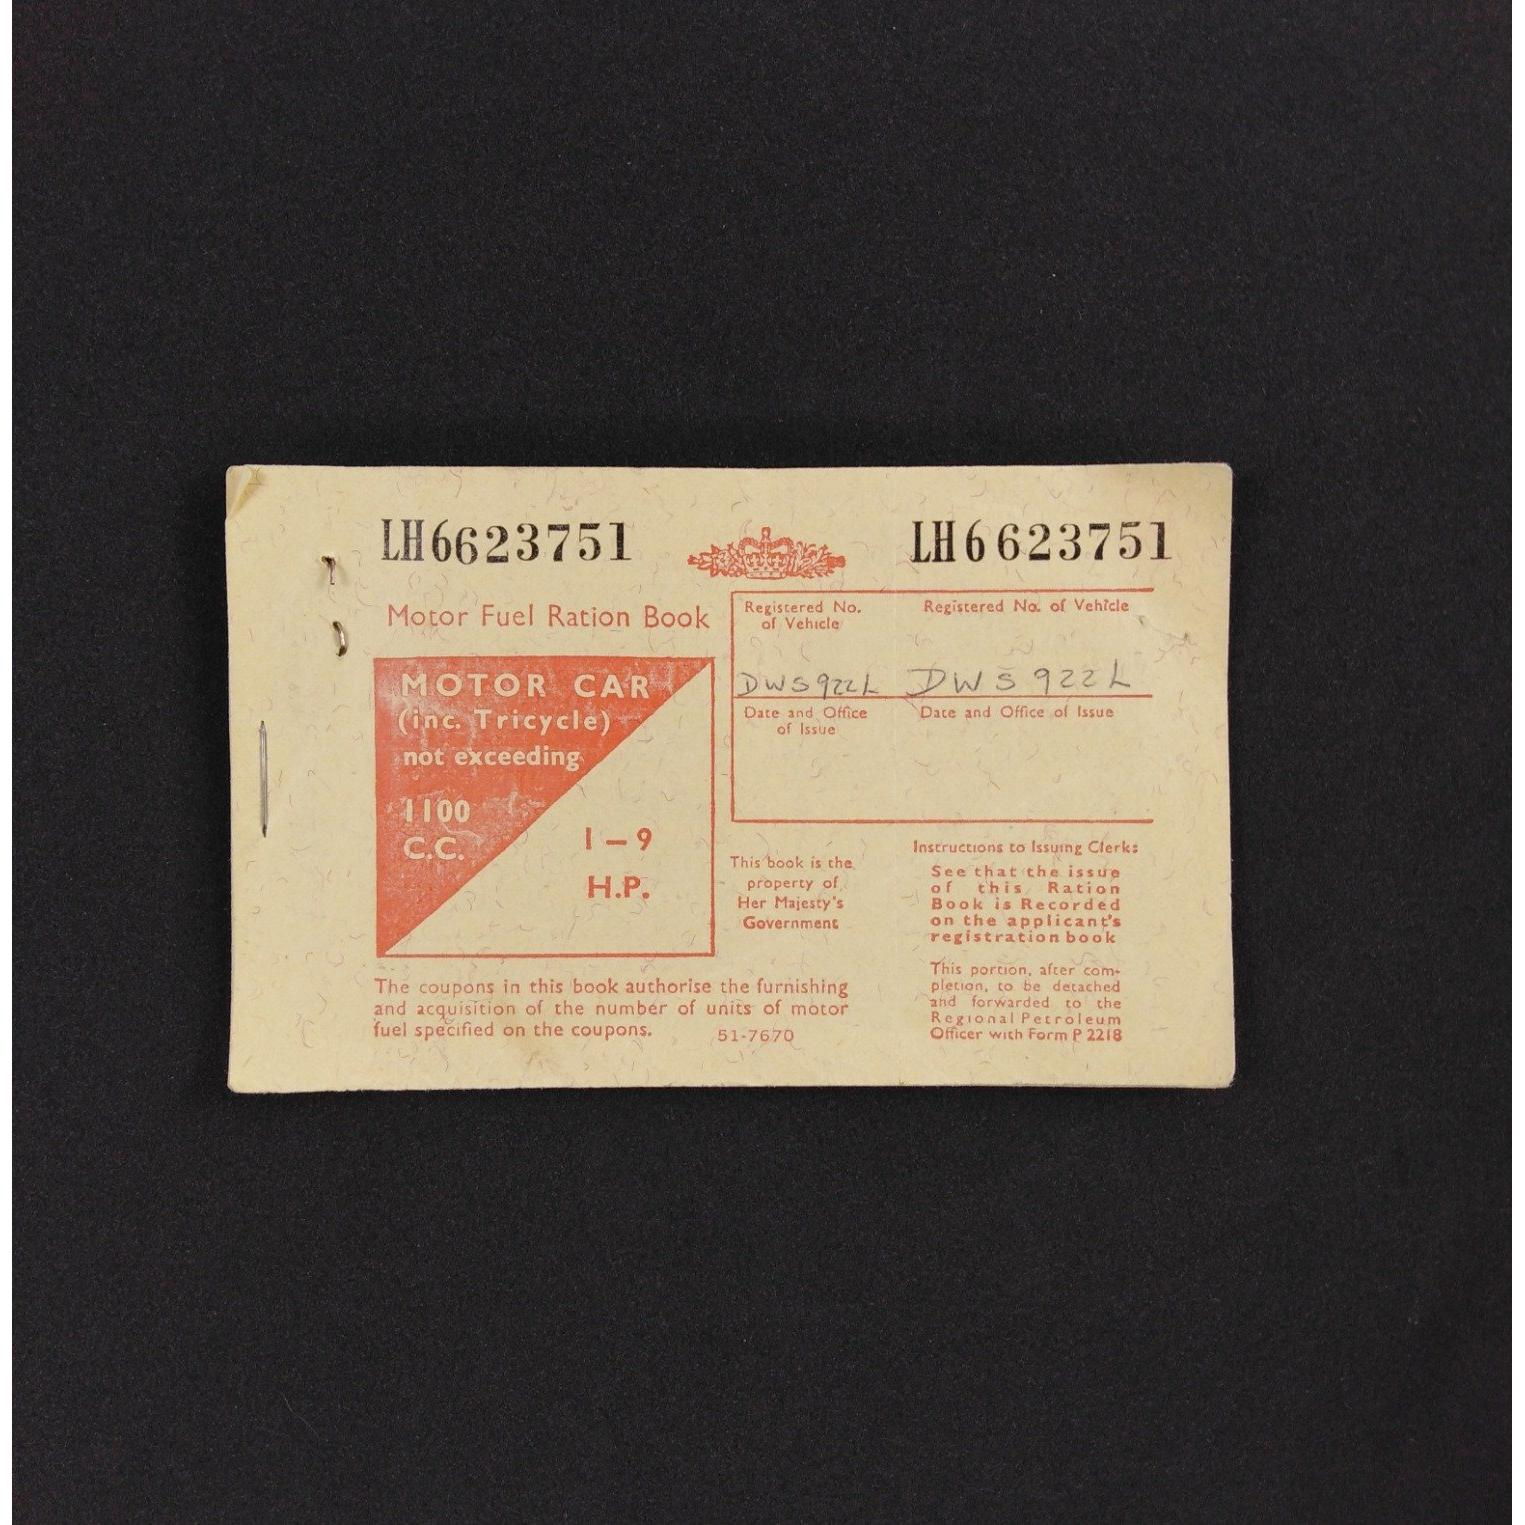 LH6623751
LH6623751
Motor Fuel Ration Book
MOTOR CAR
(inc. Tricycle)
not exceeding
1100
C.C.
1 – 9
H.P.
The coupons in this book authorise the furnishing
and acquisition of the number of units of motor
fuel specified on the coupons. 51-7670
Registered No.
of Vehicle
DWS922L
Date and Office
of Issue
This book is the
property of
Her Majesty's
Government
Registered No. of Vehicle
DWS 922L
Date and Office of Issue
Instructions to Issuing Clerk:
See that the issue
of this Ration
Book is Recorded
on the applicant's
registration book
This portion, after com-
pletion, to be detached
and forwarded to the
Regional Petroleum
Officer with Form P 2218